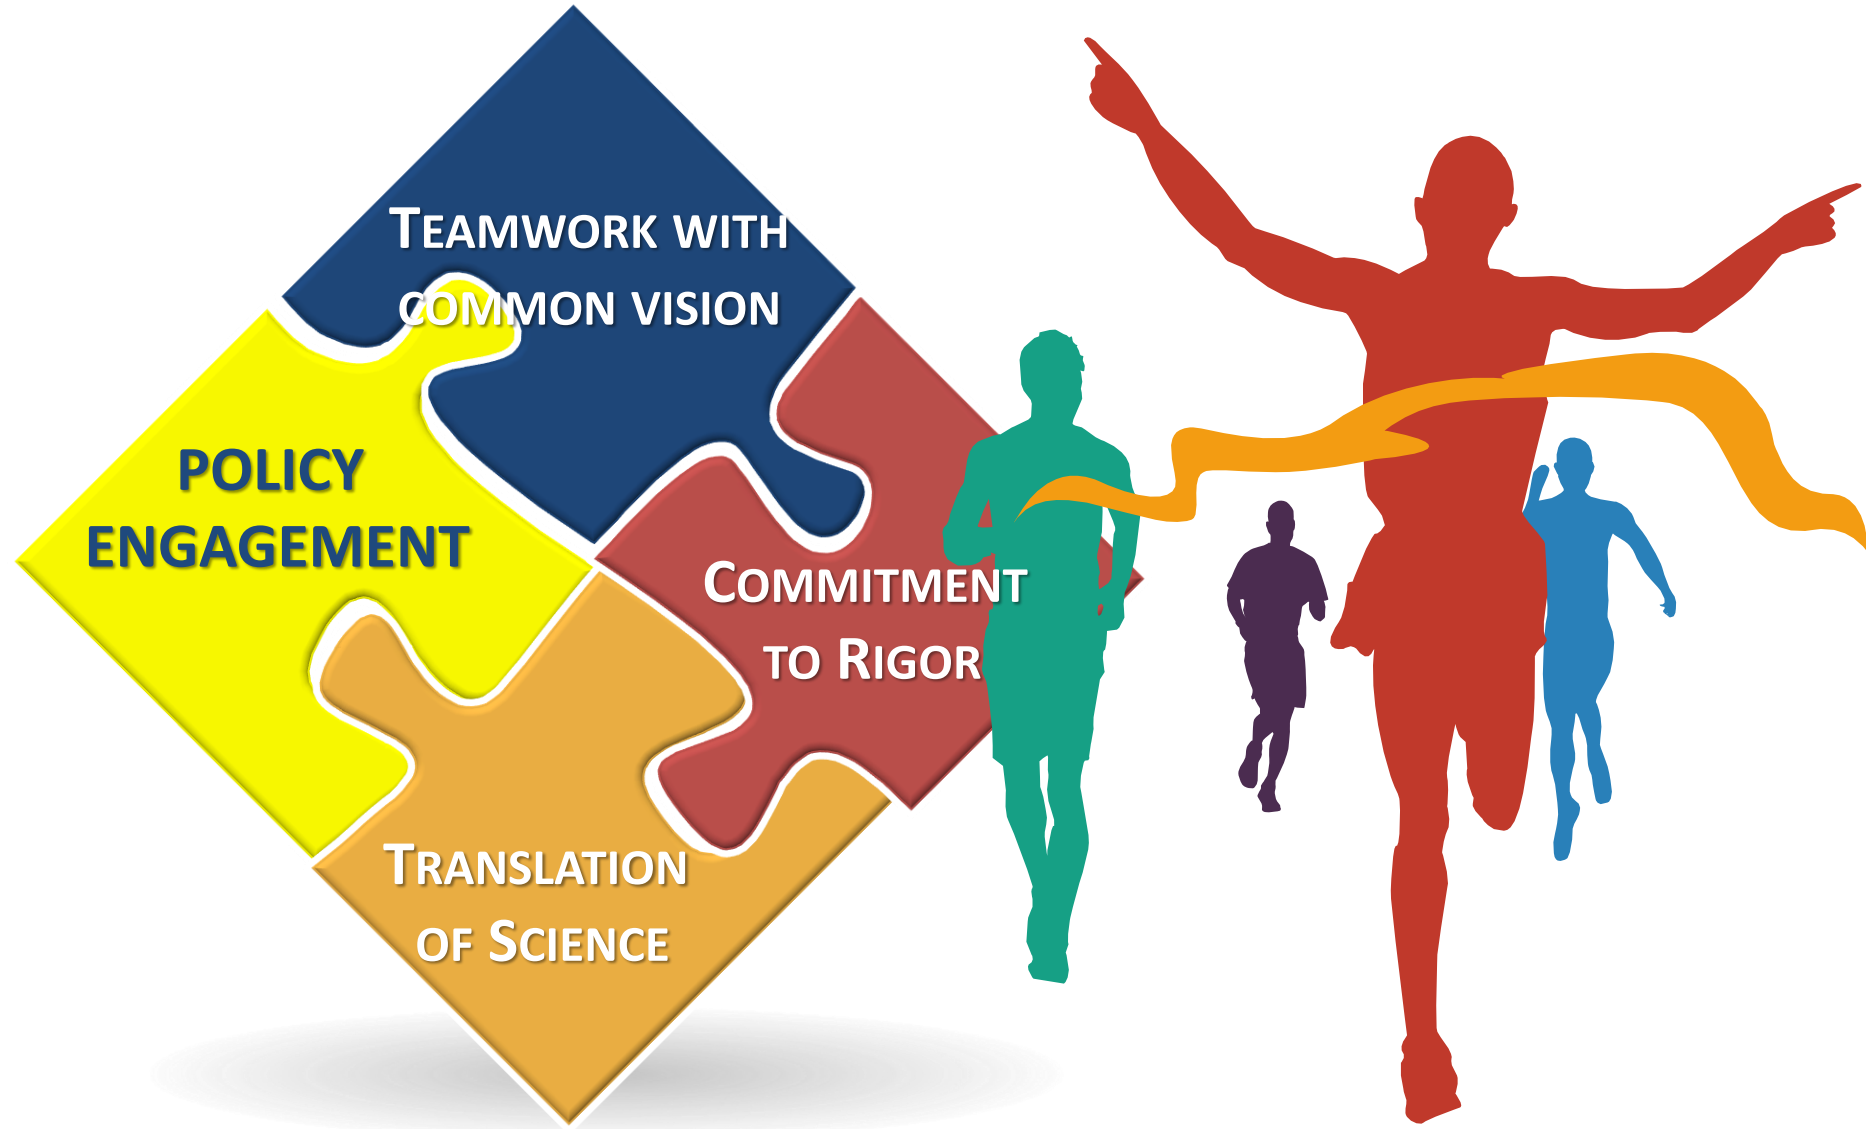 Teamwork with
common vision
POLICY
ENGAGEMENT
Commitment
to Rigor
Translation
of Science